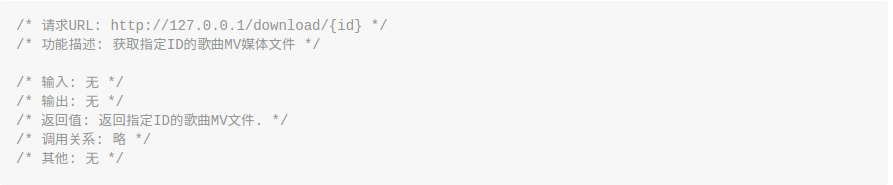 /* 请求URL: http://127.0.0.1/download/{id} */
/* 功能描述: 获取指定ID的歌曲MV媒体文件 */
/* 输入: 无 */
/* 输出: 无 */
/* 返回值: 返回指定ID的歌曲MV文件. */
/* 调用关系: 略 */
/* 其他: 无 */